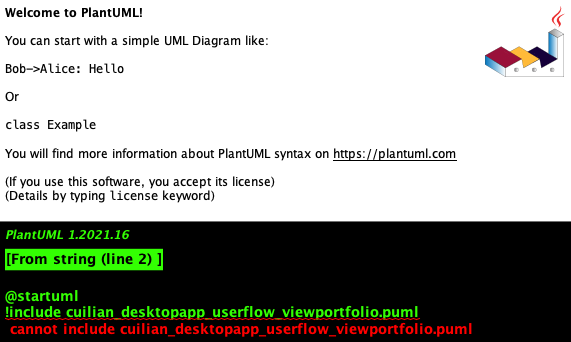 Welcome to PlantUML!
You can start with a simple UML Diagram like:
Bob->Alice: Hello
Or
class Example
You will find more information about PlantUML syntax on https://plantuml.com
(If you use this software, you accept its license)
(Details by typing license keyword)
PlantUML 1.2021.16
[From string (line 2) ]
@startuml
!include cuilian_desktopapp_userflow_viewportfolio.puml
cannot include cuilian_desktopapp_userflow_viewportfolio.puml